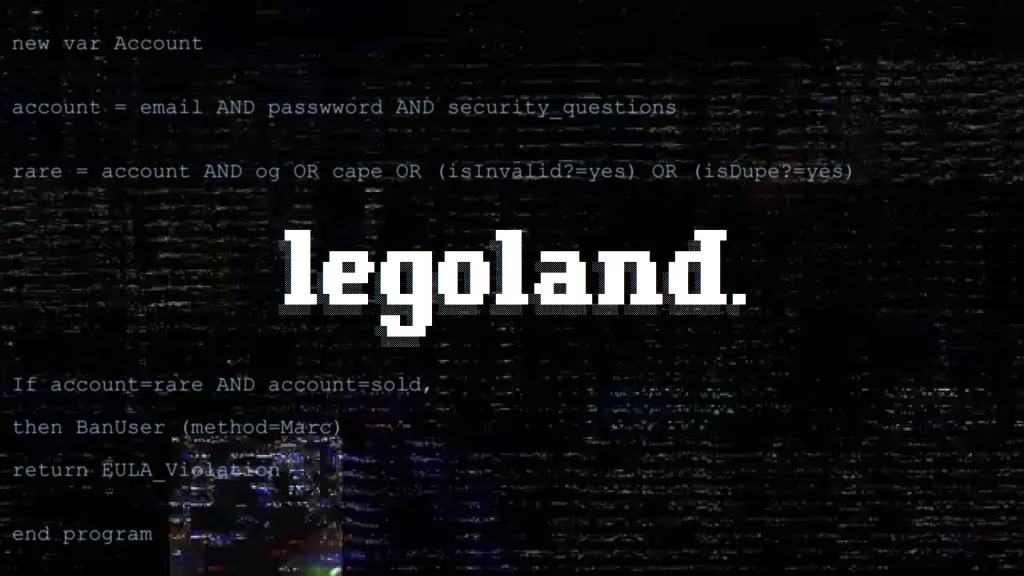 new var Account
account = email AND passwword AND security_questions
rare = account AND og OR cape OR (isInvalid?=yes) OR (isDupe?=yes)
legoland.
If account=rare AND account=sold,
then BanUser (method=Marc)
return EULA_Violation
end program